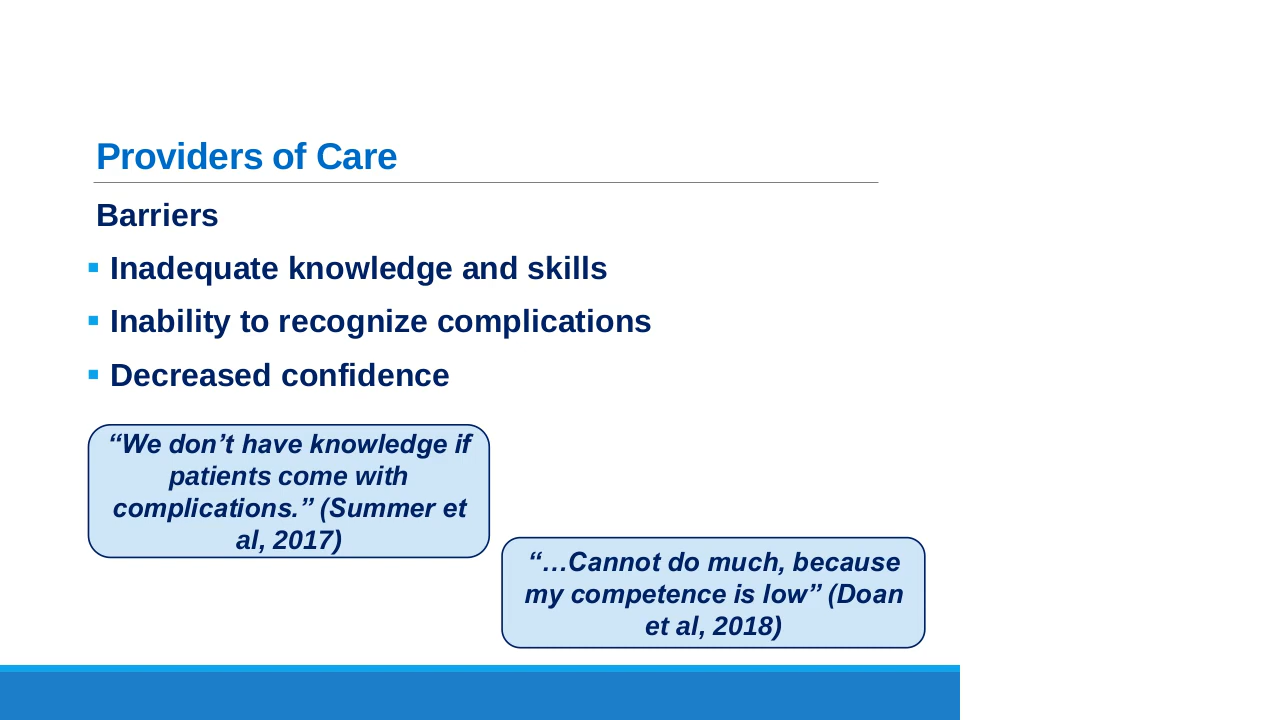 Providers of Care
Barriers
▪ Inadequate knowledge and skills
▪ Inability to recognize complications
▪ Decreased confidence
“We don’t have knowledge if
patients come with
complications.” (Summer et
al, 2017)
“…Cannot do much, because
my competence is low” (Doan
et al, 2018)